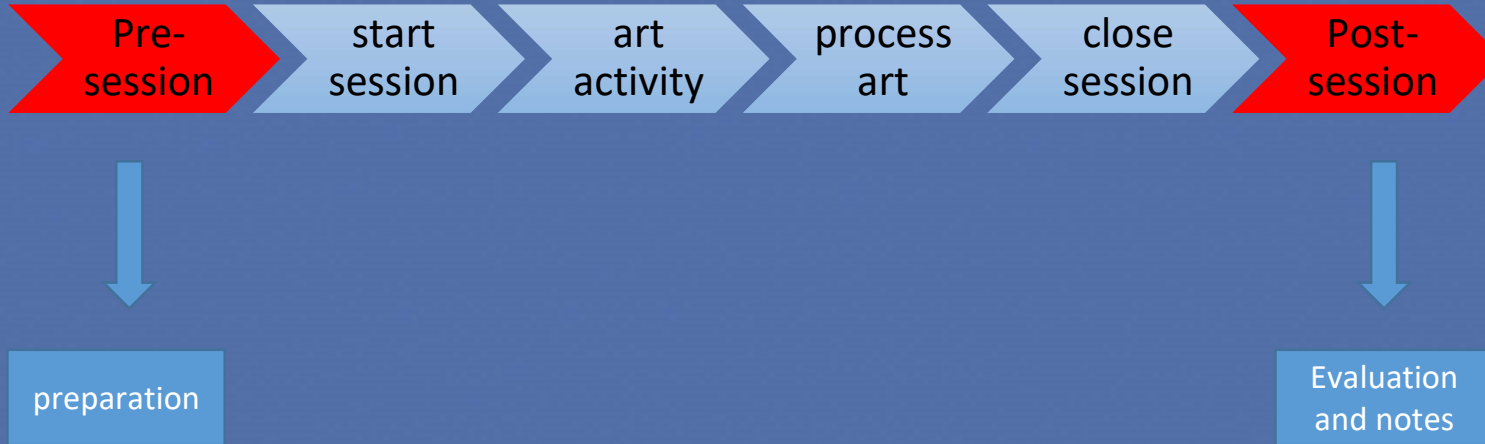 Pre-
session
start
session
art
activity
process
art
close
session
Post-
session
preparation
Evaluation
and notes